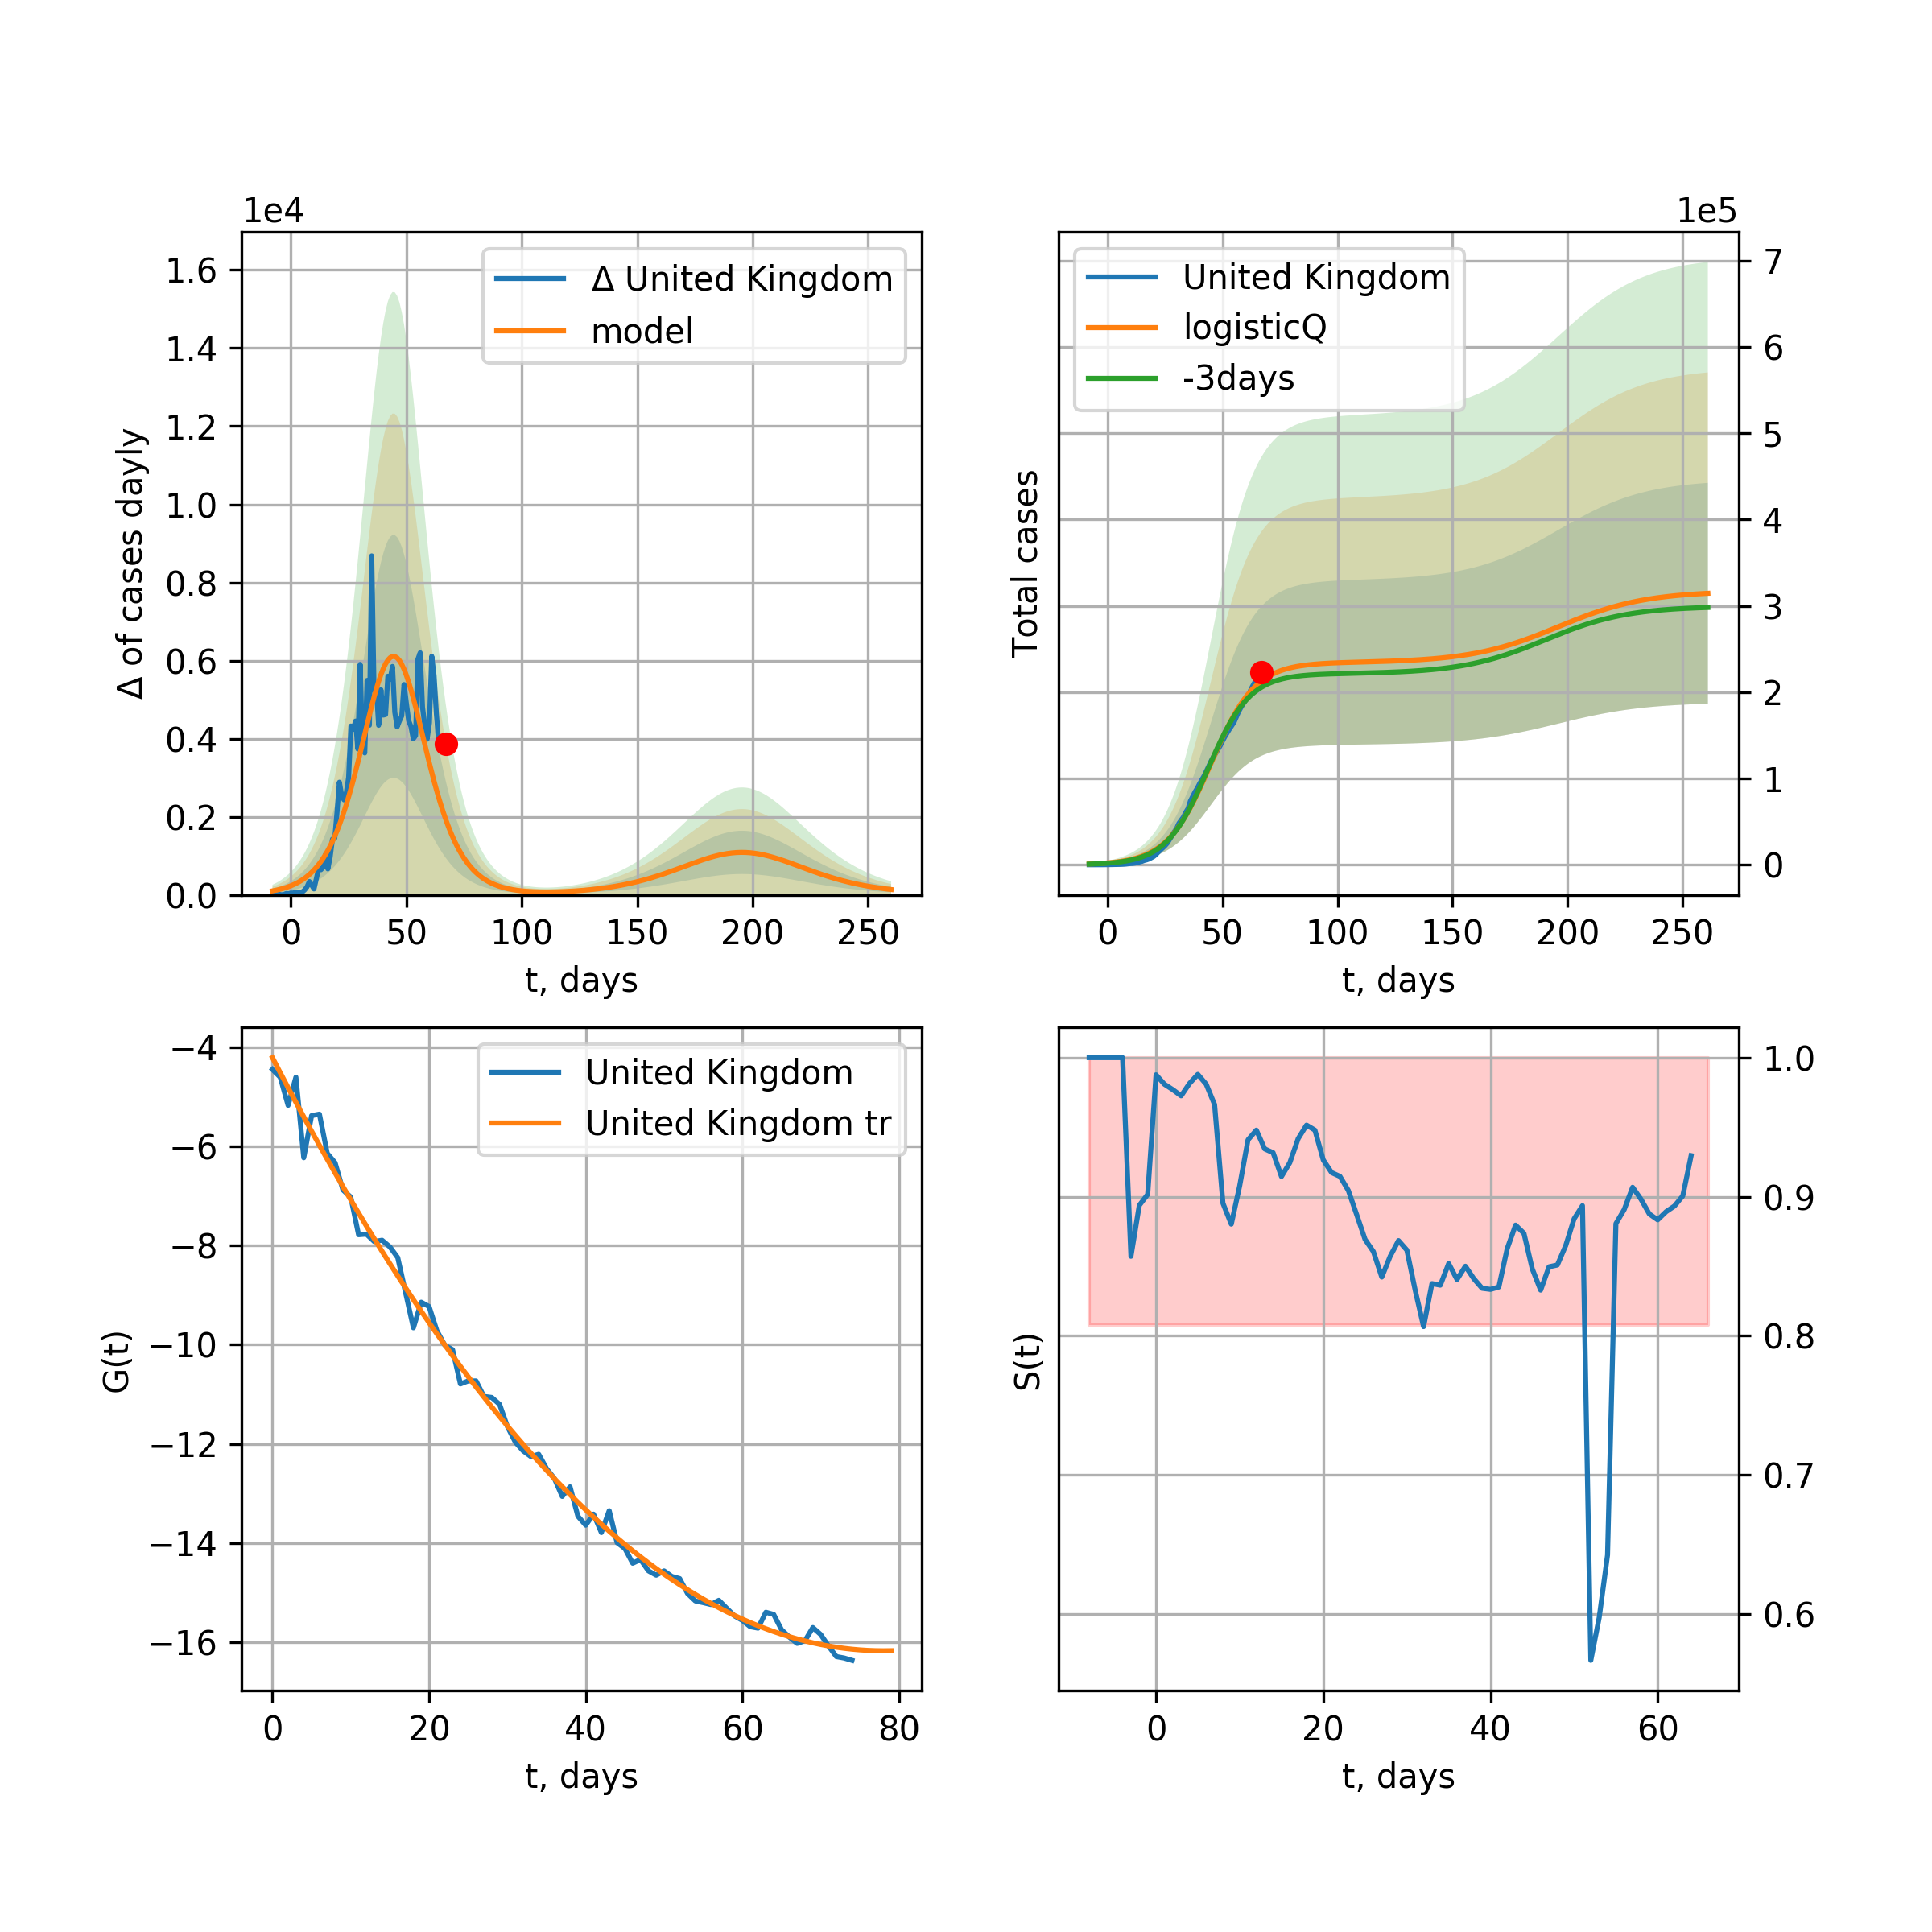 1e4
Δ of cases dayly
1.6
1.4
1.2
1.0
0.8
0.6
0.4
0.2
0.0
Δ United Kingdom
model
0 50 100 150 200 250
t, days
1e5
Total cases
United Kingdom
logisticQ
-3days
7
6
5
4
3
2
1
0
0 50 100 150 200 250
t, days
G(t)
−4
−6
−8
−10
−12
−14
−16
United Kingdom
United Kingdom tr
0 20 40 60 80
t, days
S(t)
1.0
0.9
0.8
0.7
0.6
0 20 40 60
t, days